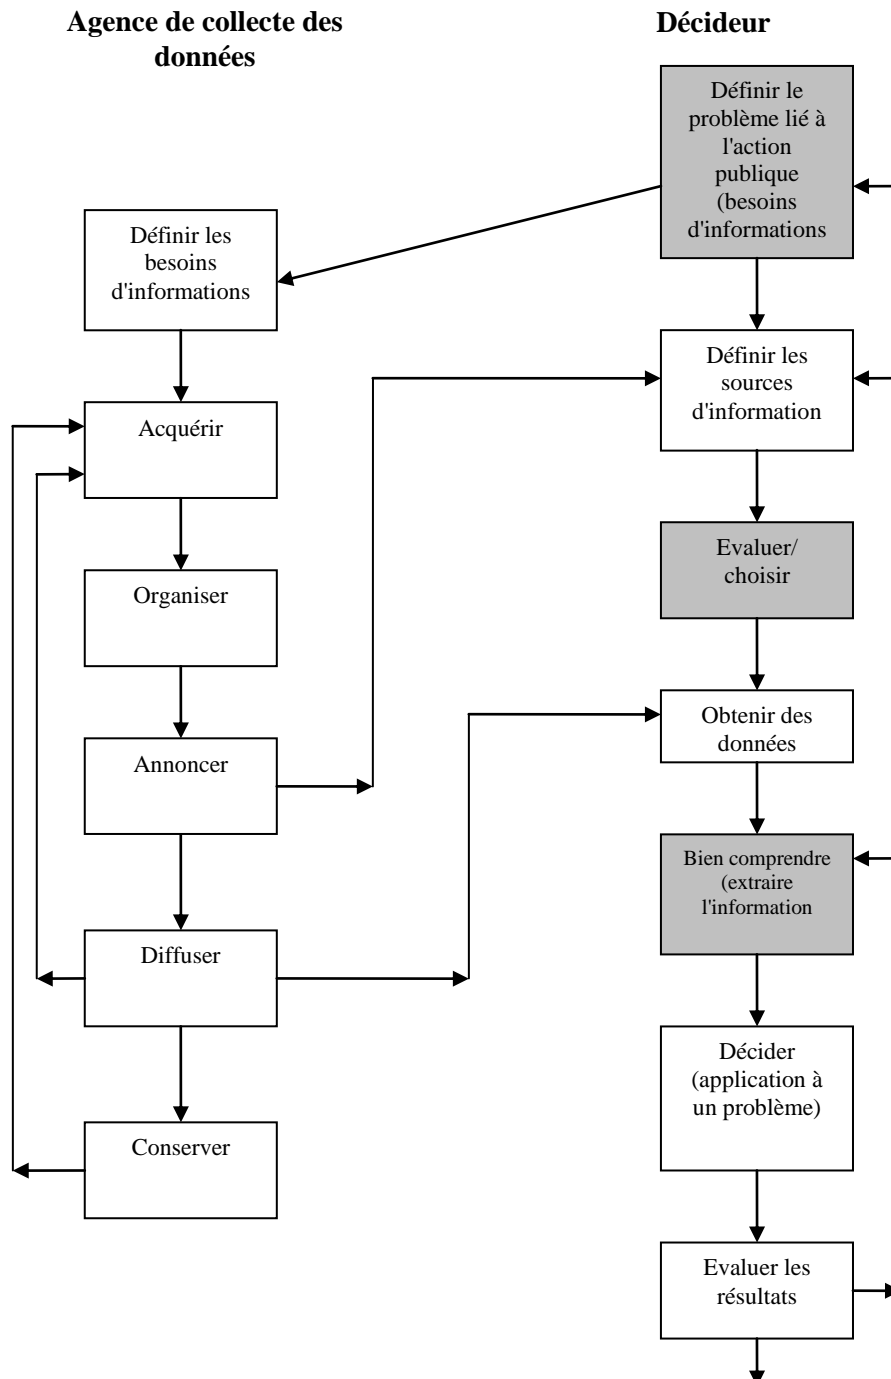 Agence de collecte des
données
Décideur
Définir le
problème lié à
l'action
publique
(besoins
d'informations
Définir les
besoins
d'informations
Définir les
sources
d'information
Acquérir
Evaluer/
choisir
Organiser
Obtenir des
données
Annoncer
Bien comprendre
(extraire
l'information
Diffuser
Décider
(application à
un problème)
Conserver
Evaluer les
résultats